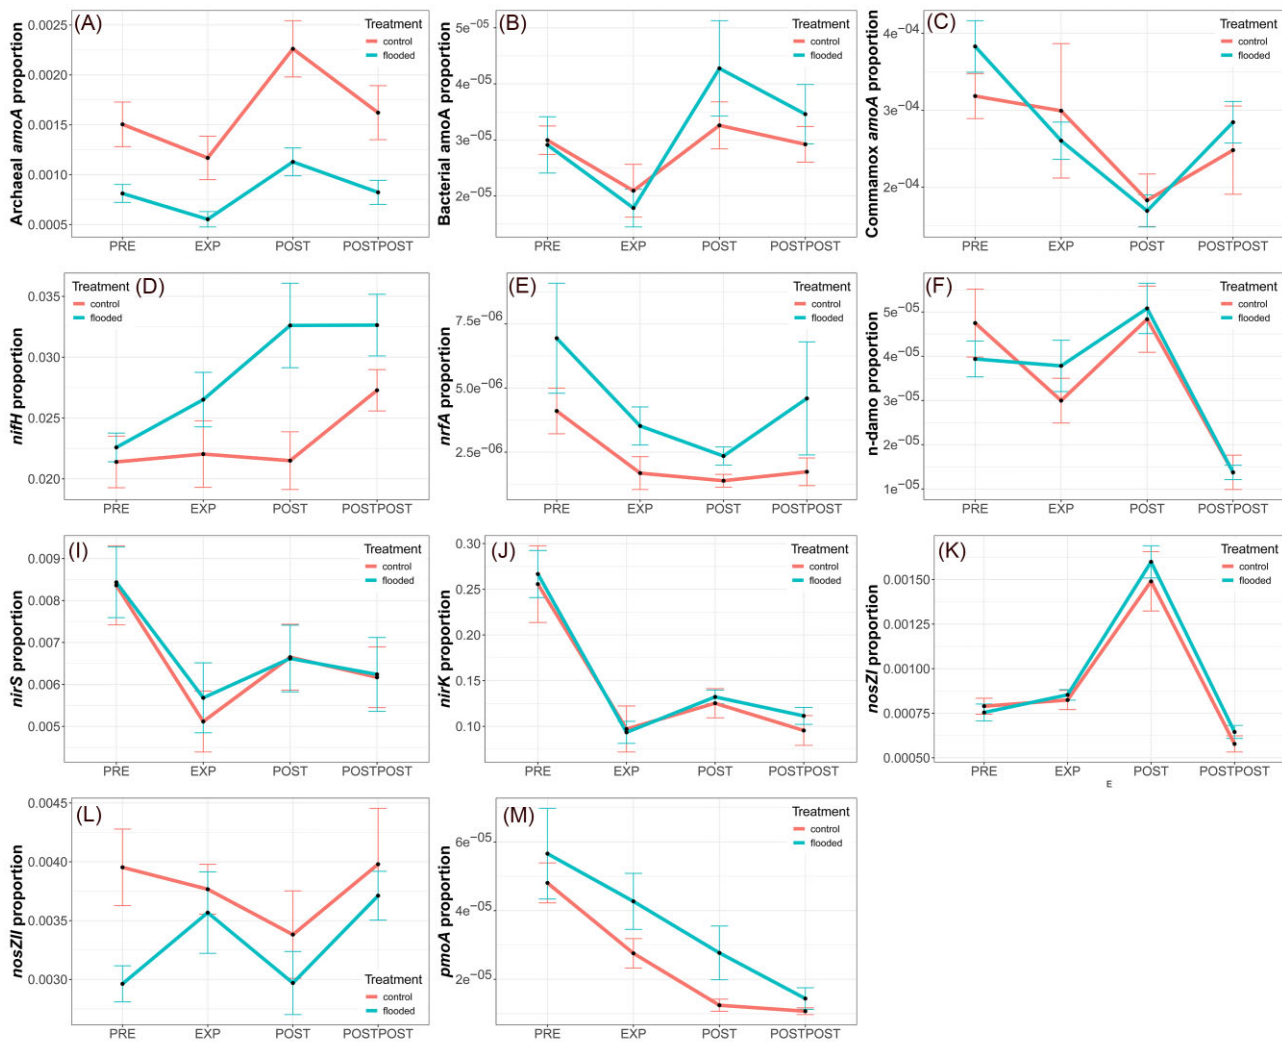 (A)
Treatment
control
flooded
Archaeal amoA proportion
0.0025
0.0020
0.0015
0.0010
0.0005
PRE EXP POST POSTPOST
(B)
Treatment
control
flooded
Bacterial amoA proportion
5e-05
4e-05
3e-05
2e-05
PRE EXP POST POSTPOST
(C)
Treatment
control
flooded
Commamox amoA proportion
4e-04
3e-04
2e-04
PRE EXP POST POSTPOST
(D)
Treatment
control
flooded
nifH proportion
0.035
0.030
0.025
0.020
PRE EXP POST POSTPOST
(E)
Treatment
control
flooded
nrfA proportion
7.5e-06
5.0e-06
2.5e-06
PRE EXP POST POSTPOST
(F)
Treatment
control
flooded
n-damo proportion
5e-05
4e-05
3e-05
2e-05
1e-05
PRE EXP POST POSTPOST
(I)
Treatment
control
flooded
nirS proportion
0.009
0.008
0.007
0.006
0.005
PRE EXP POST POSTPOST
(J)
Treatment
control
flooded
nirK proportion
0.30
0.25
0.20
0.15
0.10
PRE EXP POST POSTPOST
(K)
Treatment
control
flooded
nosZI proportion
0.00150
0.00125
0.00100
0.00075
0.00050
PRE EXP POST POSTPOST
E
(L)
Treatment
control
flooded
nosZII proportion
0.0045
0.0040
0.0035
0.0030
PRE EXP POST POSTPOST
(M)
Treatment
control
flooded
pmoA proportion
6e-05
4e-05
2e-05
PRE EXP POST POSTPOST